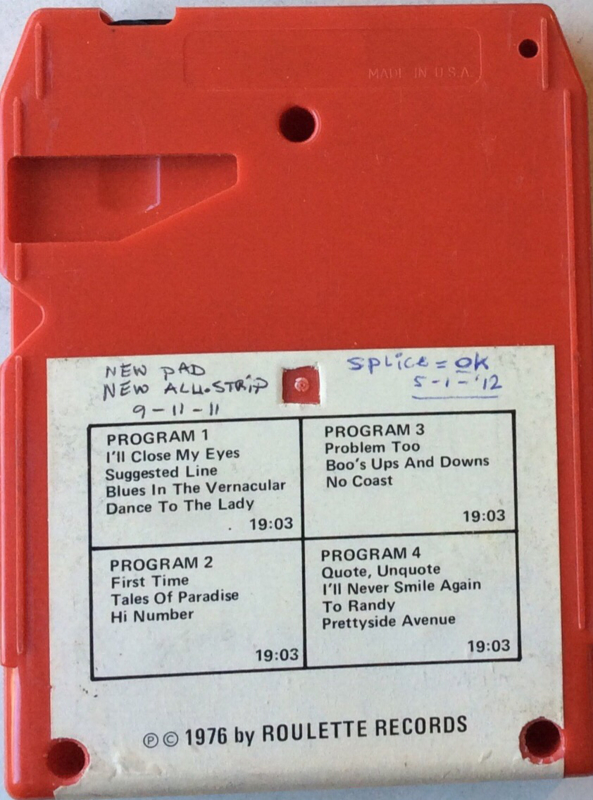 MADE IN U.S.A.
NEW PAD
NEW ALU.STRIP
9-11-11
SPLICE = OK
5-1-'12
PROGRAM 1
I'll Close My Eyes
Suggested Line
Blues In The Vernacular
Dance To The Lady
19:03
PROGRAM 2
First Time
Tales Of Paradise
Hi Number
19:03
PROGRAM 3
Problem Too
Boo's Ups And Downs
No Coast
19:03
PROGRAM 4
Quote, Unquote
I'll Never Smile Again
To Randy
Prettyside Avenue
19:03
℗ © 1976 by ROULETTE RECORDS